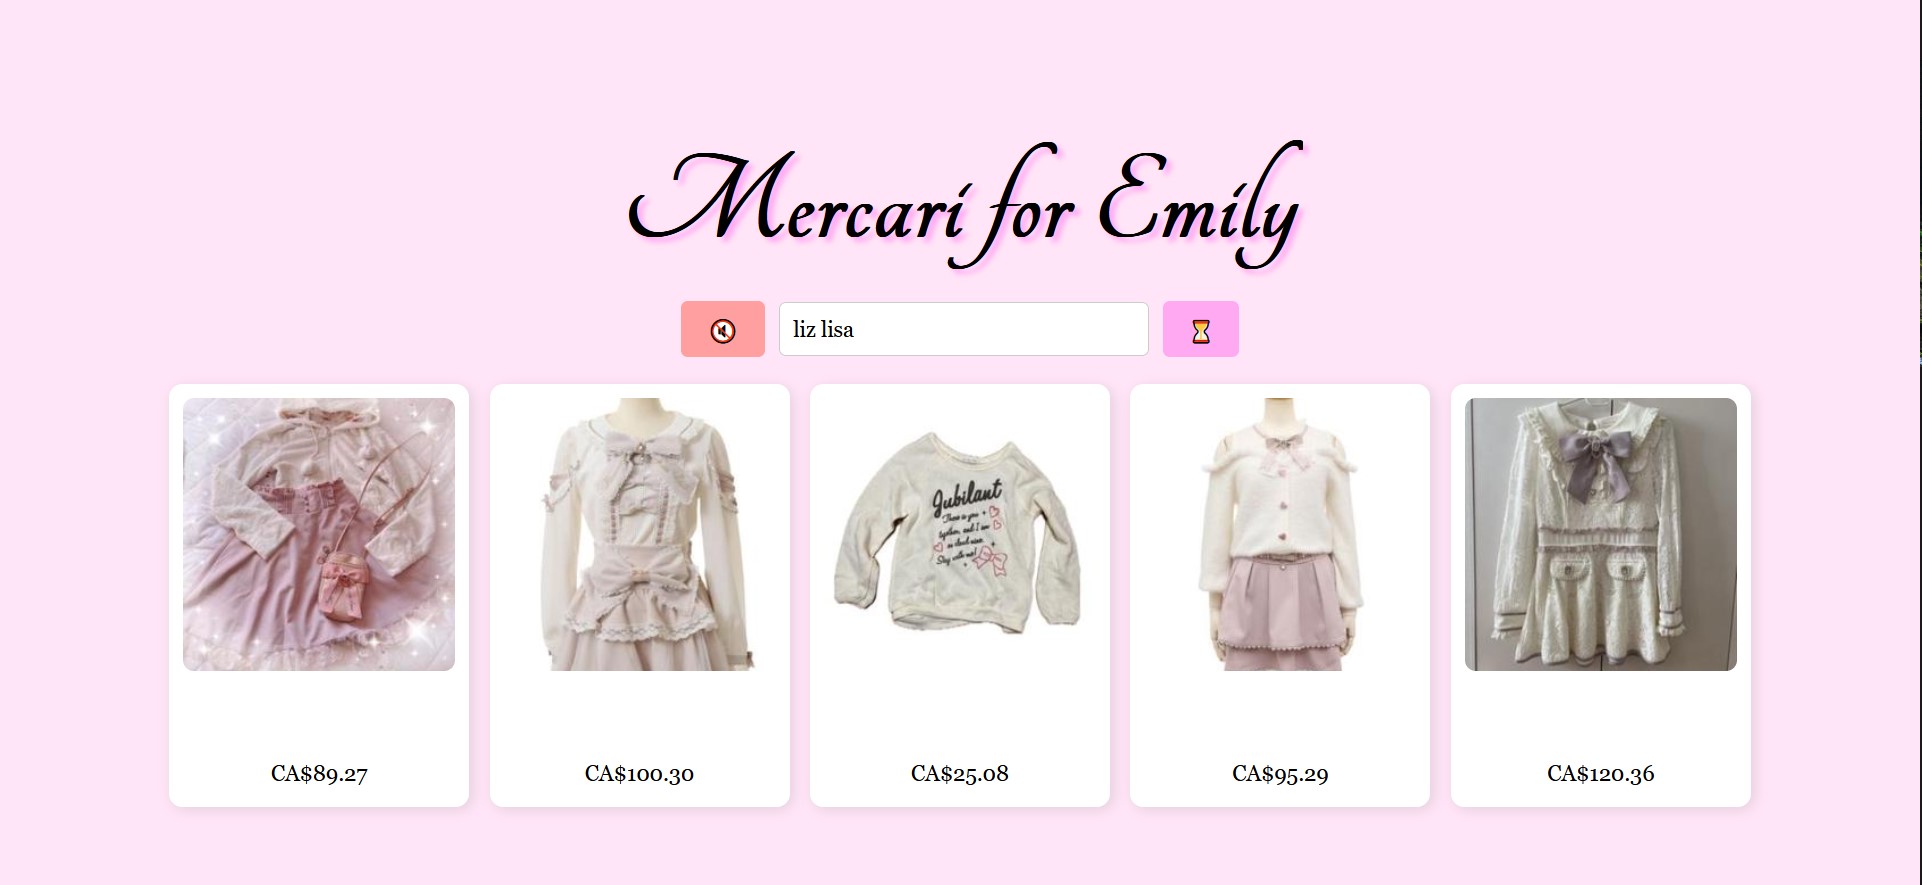 Mercari for Emily
liz lisa
Jubilant
There is you
together, and I am
on cloud nine.
Stay with me!
CA$89.27
CA$100.30
CA$25.08
CA$95.29
CA$120.36